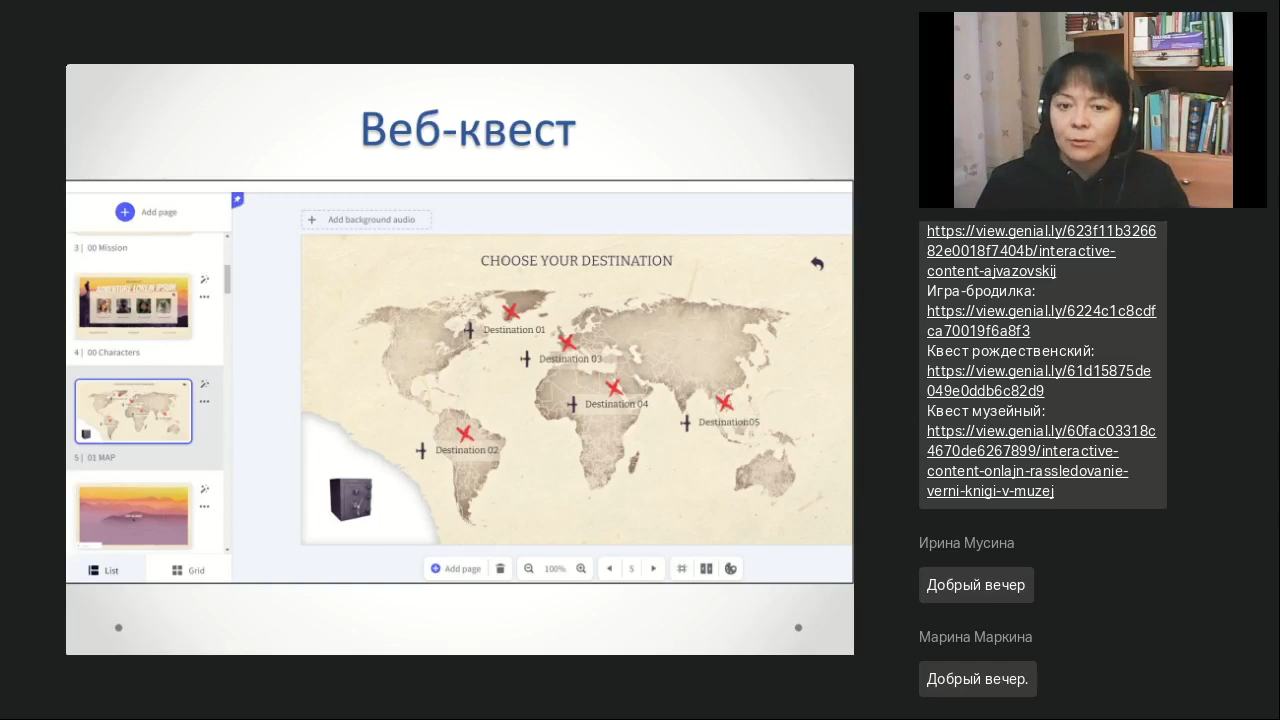 Веб-квест
Add page
3 | 00 Mission
4 | 00 Characters
5 | 01 MAP
List
Grid
Add background audio
CHOOSE YOUR DESTINATION
Destination 01
Destination 03
Destination 04
Destination05
Destination 02
Add page
100%
5
https://view.genial.ly/623f11b3266
82e0018f7404b/interactive-
content-ajvazovskij
Игра-бродилка:
https://view.genial.ly/6224c1c8cdf
ca70019f6a8f3
Квест рождественский:
https://view.genial.ly/61d15875de
049e0ddb6c82d9
Квест музейный:
https://view.genial.ly/60fac03318c
4670de6267899/interactive-
content-onlajn-rassledovanie-
verni-knigi-v-muzej
Ирина Мусина
Добрый вечер
Марина Маркина
Добрый вечер.